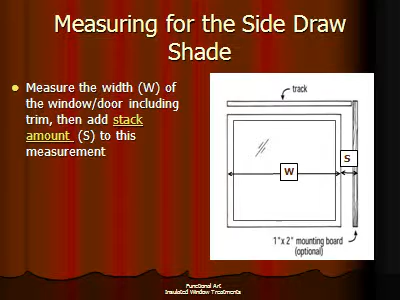 Measuring for the Side Draw
Shade
Measure the width (W) of
the window/door including
trim, then add stack
amount (S) to this
measurement
track
S
W
1"x 2" mounting board
(optional)
Functional Art
Insulated Window Treatments